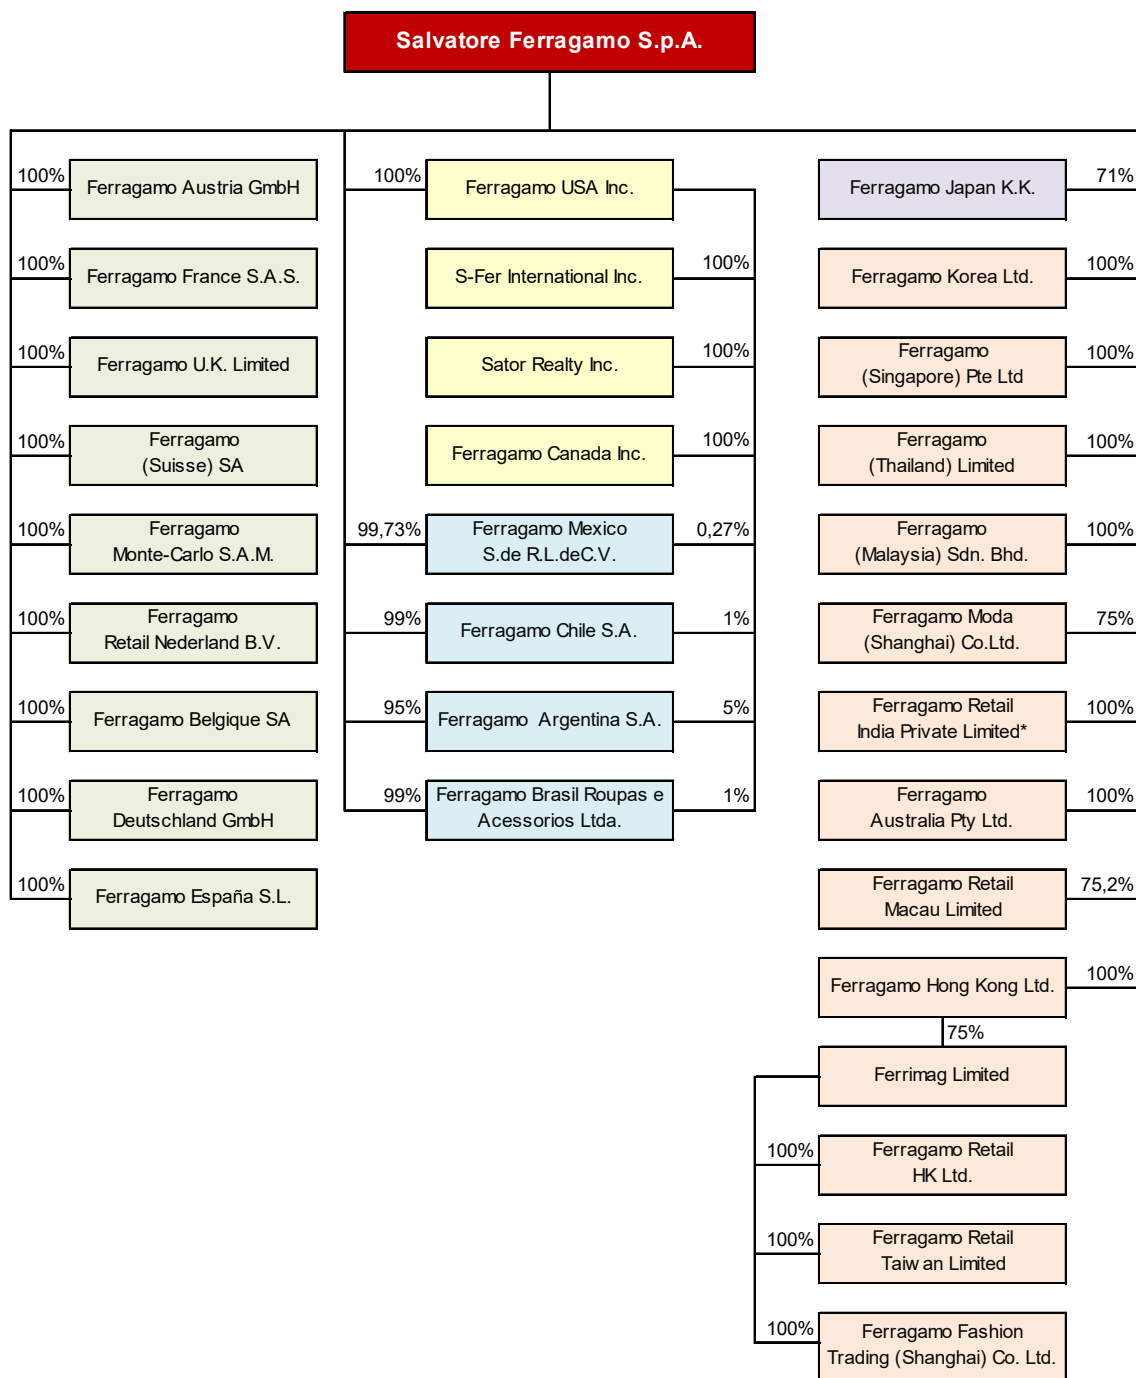 Salvatore Ferragamo S.p.A.
100%
Ferragamo Austria GmbH
100%
Ferragamo France S.A.S.
100%
Ferragamo U.K. Limited
100%
Ferragamo
(Suisse) SA
100%
Ferragamo
Monte-Carlo S.A.M.
100%
Ferragamo
Retail Nederland B.V.
100%
Ferragamo Belgique SA
100%
Ferragamo
Deutschland GmbH
100%
Ferragamo España S.L.
100%
Ferragamo USA Inc.
S-Fer International Inc.
100%
Sator Realty Inc.
100%
Ferragamo Canada Inc.
100%
99,73%
Ferragamo Mexico
S.de R.L.deC.V.
0,27%
99%
Ferragamo Chile S.A.
1%
95%
Ferragamo Argentina S.A.
5%
99%
Ferragamo Brasil Roupas e
Acessorios Ltda.
1%
Ferragamo Japan K.K.
71%
Ferragamo Korea Ltd.
100%
Ferragamo
(Singapore) Pte Ltd
100%
Ferragamo
(Thailand) Limited
100%
Ferragamo
(Malaysia) Sdn. Bhd.
100%
Ferragamo Moda
(Shanghai) Co.Ltd.
75%
Ferragamo Retail
India Private Limited*
100%
Ferragamo
Australia Pty Ltd.
100%
Ferragamo Retail
Macau Limited
75,2%
Ferragamo Hong Kong Ltd.
100%
75%
Ferrimag Limited
100%
Ferragamo Retail
HK Ltd.
100%
Ferragamo Retail
Taiwan Limited
100%
Ferragamo Fashion
Trading (Shanghai) Co. Ltd.